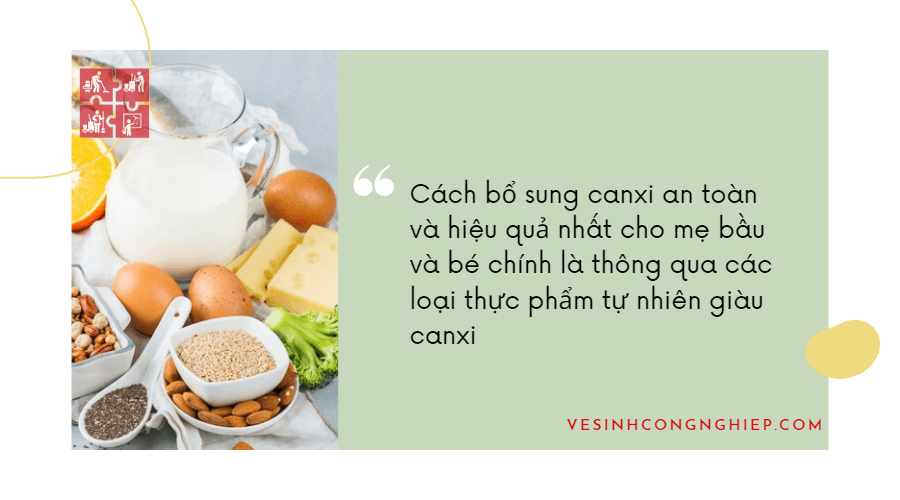 “
Cách bổ sung canxi an toàn
và hiệu quả nhất cho mẹ bầu
và bé chính là thông qua các
loại thực phẩm tự nhiên giàu
canxi
VESINHCONGNGHIEP.COM